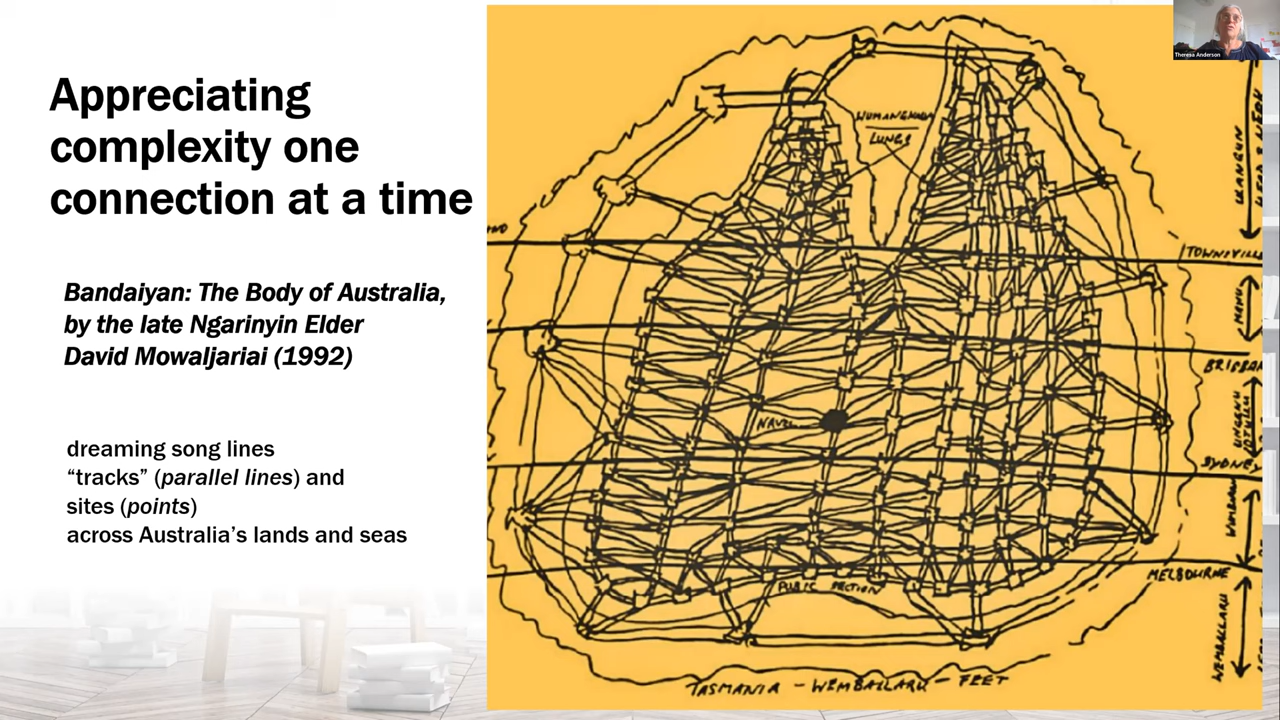 Appreciating
complexity one
connection at a time
Bandaiyan: The Body of Australia,
by the late Ngarinyin Elder
David Mowaljariai (1992)
dreaming song lines
“tracks” (parallel lines) and
sites (points)
across Australia’s lands and seas
LUNGS
NAVEL
PUBIC SECTION
TASMANIA - WEMBALLARU - FEET
TOWNSVILL
BRISBAN
SYDNEY
MELBOURNE
WEMBALLARU
Theresa Anderson